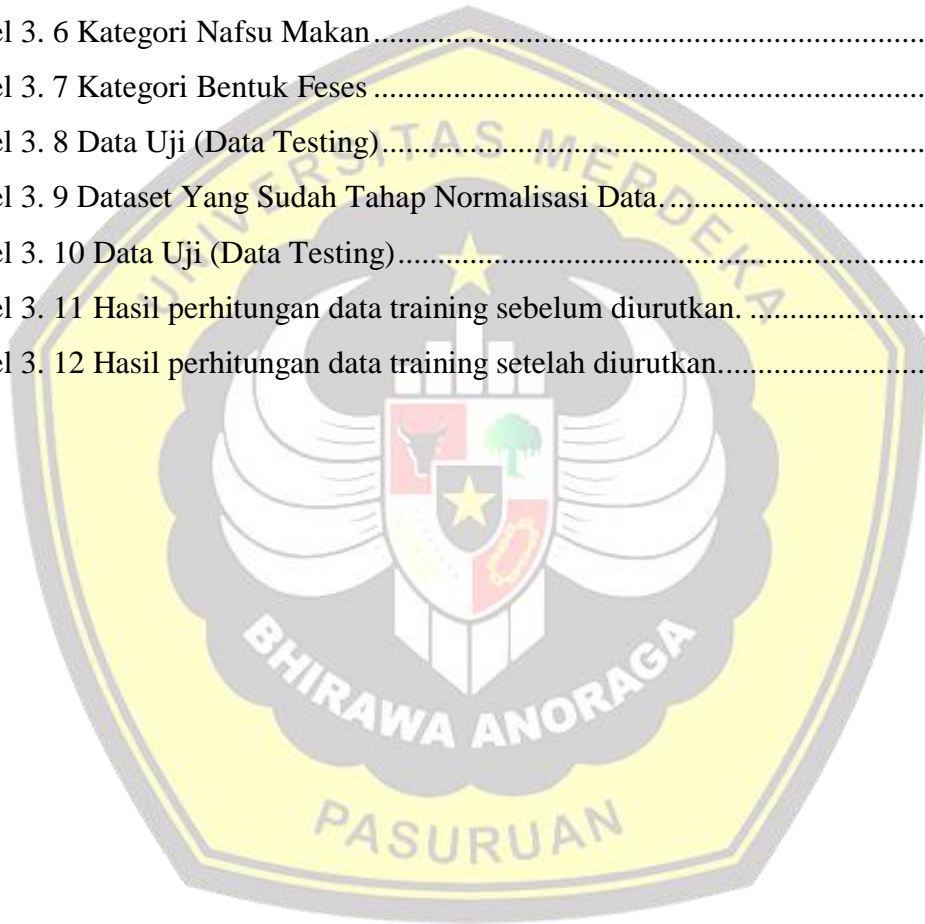 el 3. 6 Kategori Nafsu Makan........................................................................
el 3. 7 Kategori Bentuk Feses........................................................................
el 3. 8 Data Uji (Data Testing).......................................................................
el 3. 9 Dataset Yang Sudah Tahap Normalisasi Data..................................
el 3. 10 Data Uji (Data Testing).....................................................................
el 3. 11 Hasil perhitungan data training sebelum diurutkan. ......................
el 3. 12 Hasil perhitungan data training setelah diurutkan..........................
UNIVERSITAS MERDEKA
BHIRAWA ANORAGA
PASURUAN